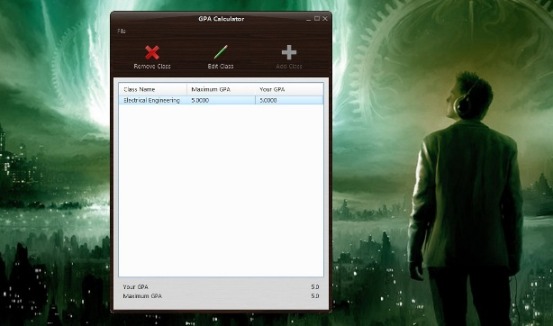 GPA Calculator
File
Remove Class Edit Class Add Class
Class Name Maximum GPA Your GPA
Electrical Engineering 5.0000 5.0000
Your GPA 5.0
Maximum GPA 5.0